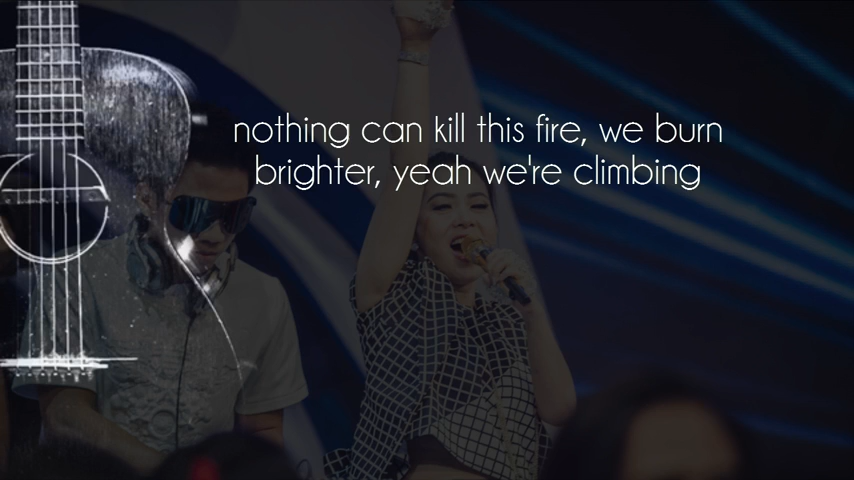 nothing can kill this fire, we burn
brighter, yeah we're climbing